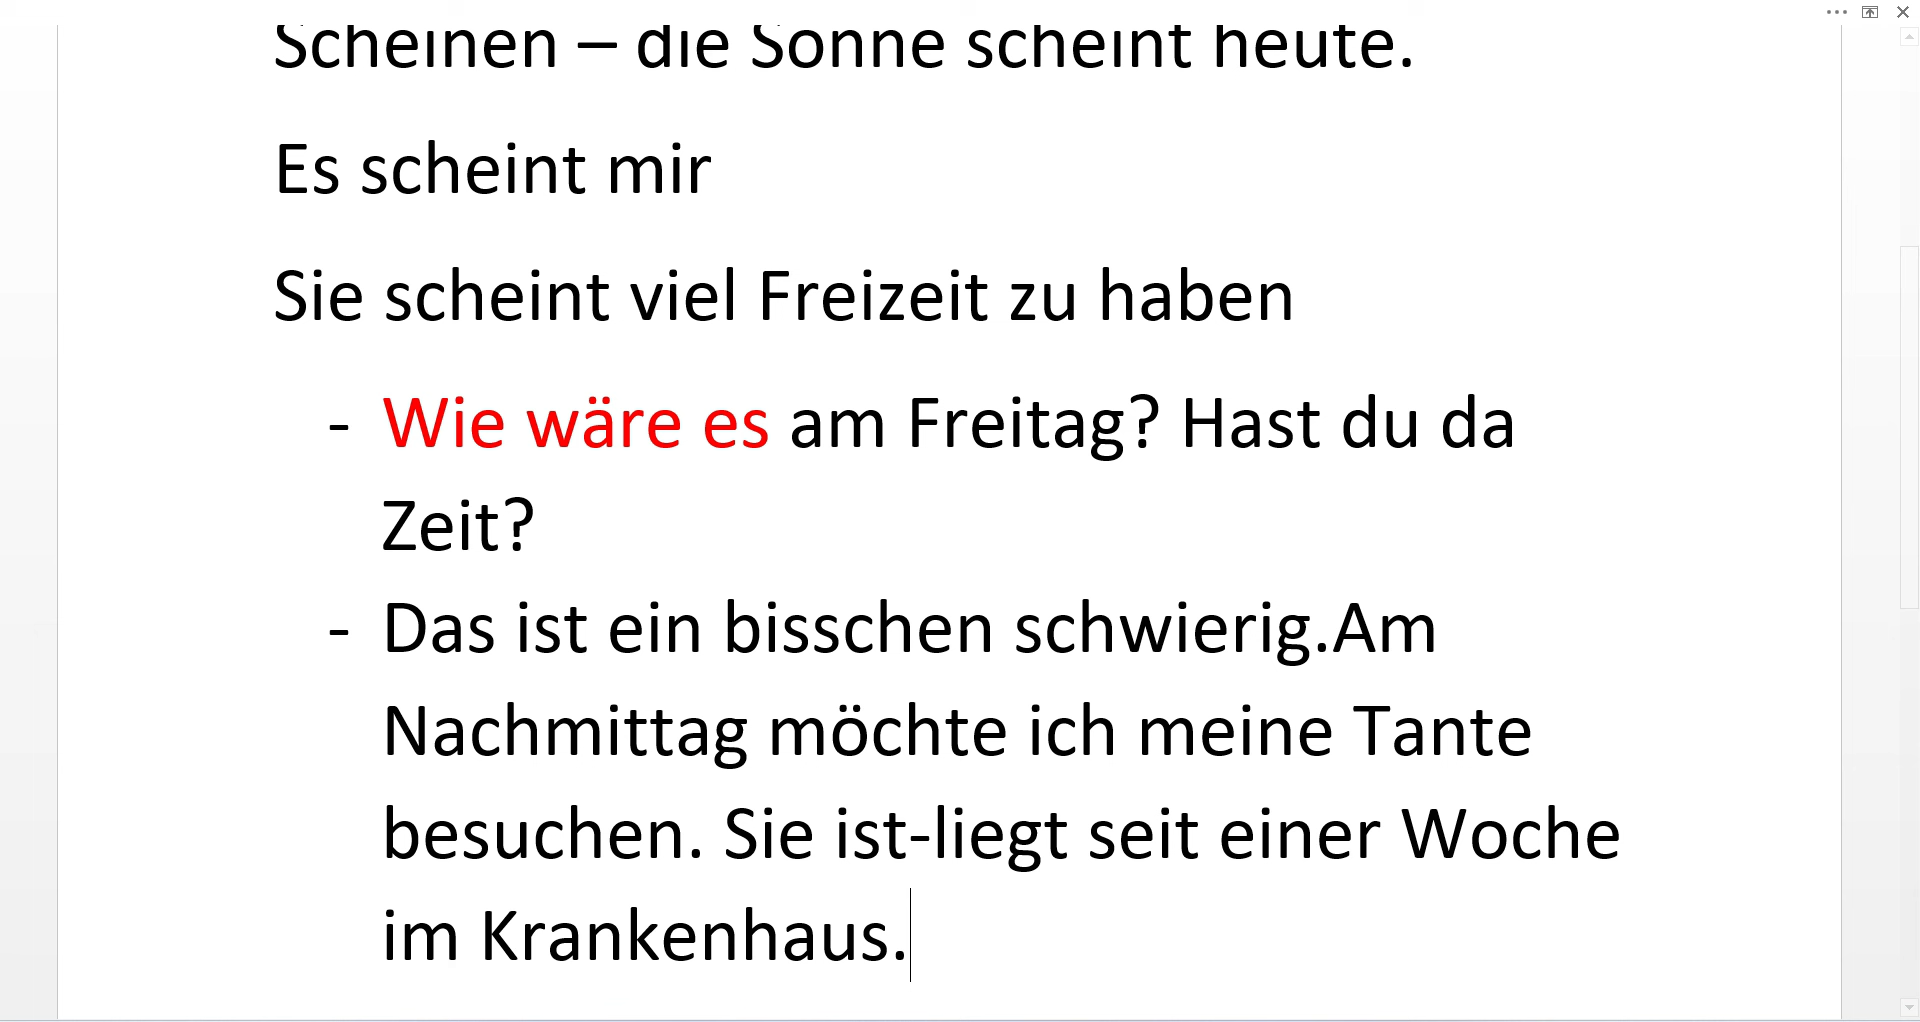 Scheinen – die Sonne scheint heute.
Es scheint mir
Sie scheint viel Freizeit zu haben
- Wie wäre es am Freitag? Hast du da
Zeit?
- Das ist ein bisschen schwierig.Am
Nachmittag möchte ich meine Tante
besuchen. Sie ist-liegt seit einer Woche
im Krankenhaus.